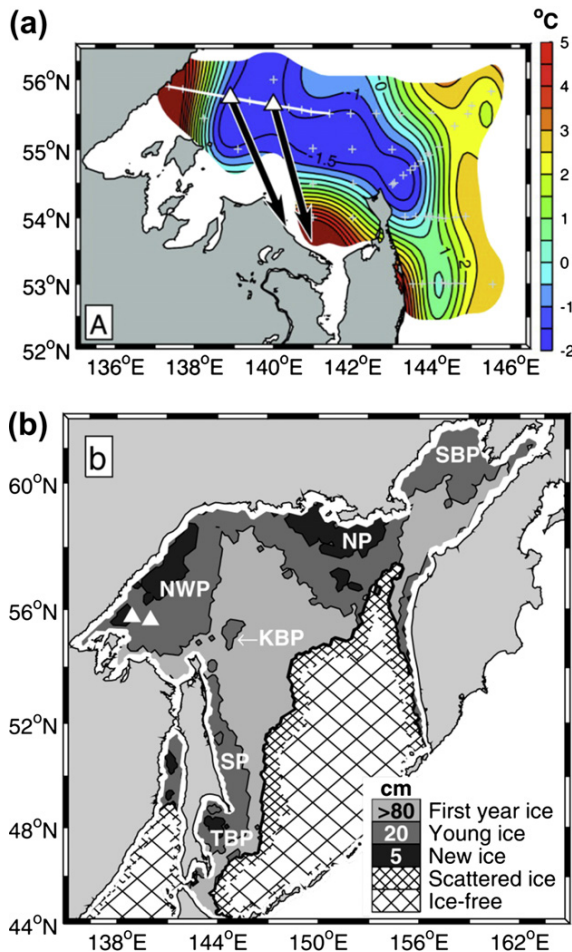 (a)
°C
56°N
55°N
54°N
53°N
52°N
136°E 138°E 140°E 142°E 144°E 146°E
A
-1
0
-1.5
1
2
5
4
3
2
1
0
-1
-2
(b)
b
60°N
56°N
52°N
48°N
44°N
SBP
NP
NWP
←KBP
SP
TBP
cm
>80 First year ice
20 Young ice
5 New ice
Scattered ice
Ice-free
138°E 144°E 150°E 156°E 162°E